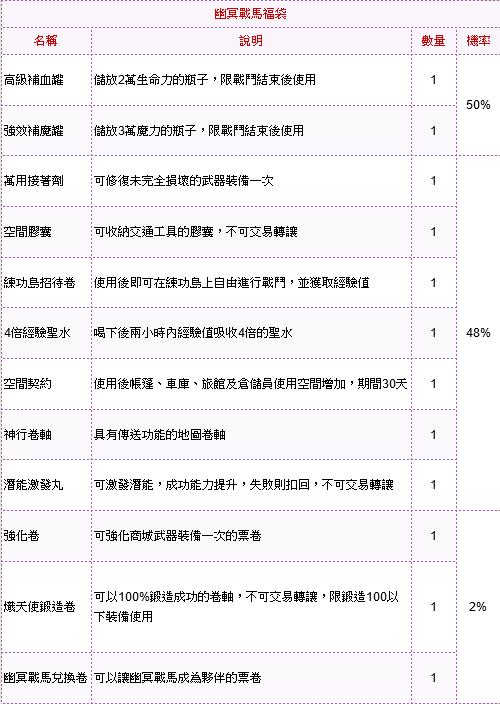 幽冥戰馬福袋
名稱 說明 數量 機率
高級補血罐 儲放2萬生命力的瓶子，限戰鬥結束後使用 1
50%
強效補魔罐 儲放3萬魔力的瓶子，限戰鬥結束後使用 1
萬用接著劑 可修復未完全損壞的武器裝備一次 1
空間膠囊 可收納交通工具的膠囊，不可交易轉讓 1
練功島招待卷 使用後即可在練功島上自由進行戰鬥，並獲取經驗值 1
4倍經驗聖水 喝下後兩小時內經驗值吸收4倍的聖水 1 48%
空間契約 使用後帳篷、車庫、旅館及倉儲員使用空間增加，期間30天 1
神行卷軸 具有傳送功能的地圖卷軸 1
潛能激發丸 可激發潛能，成功能力提升，失敗則扣回，不可交易轉讓 1
強化卷 可強化商城武器裝備一次的票卷 1
熾天使鍛造卷 可以100%鍛造成功的卷軸，不可交易轉讓，限鍛造100以 1 2%
下裝備使用
幽冥戰馬兌換卷 可以讓幽冥戰馬成為夥伴的票卷 1